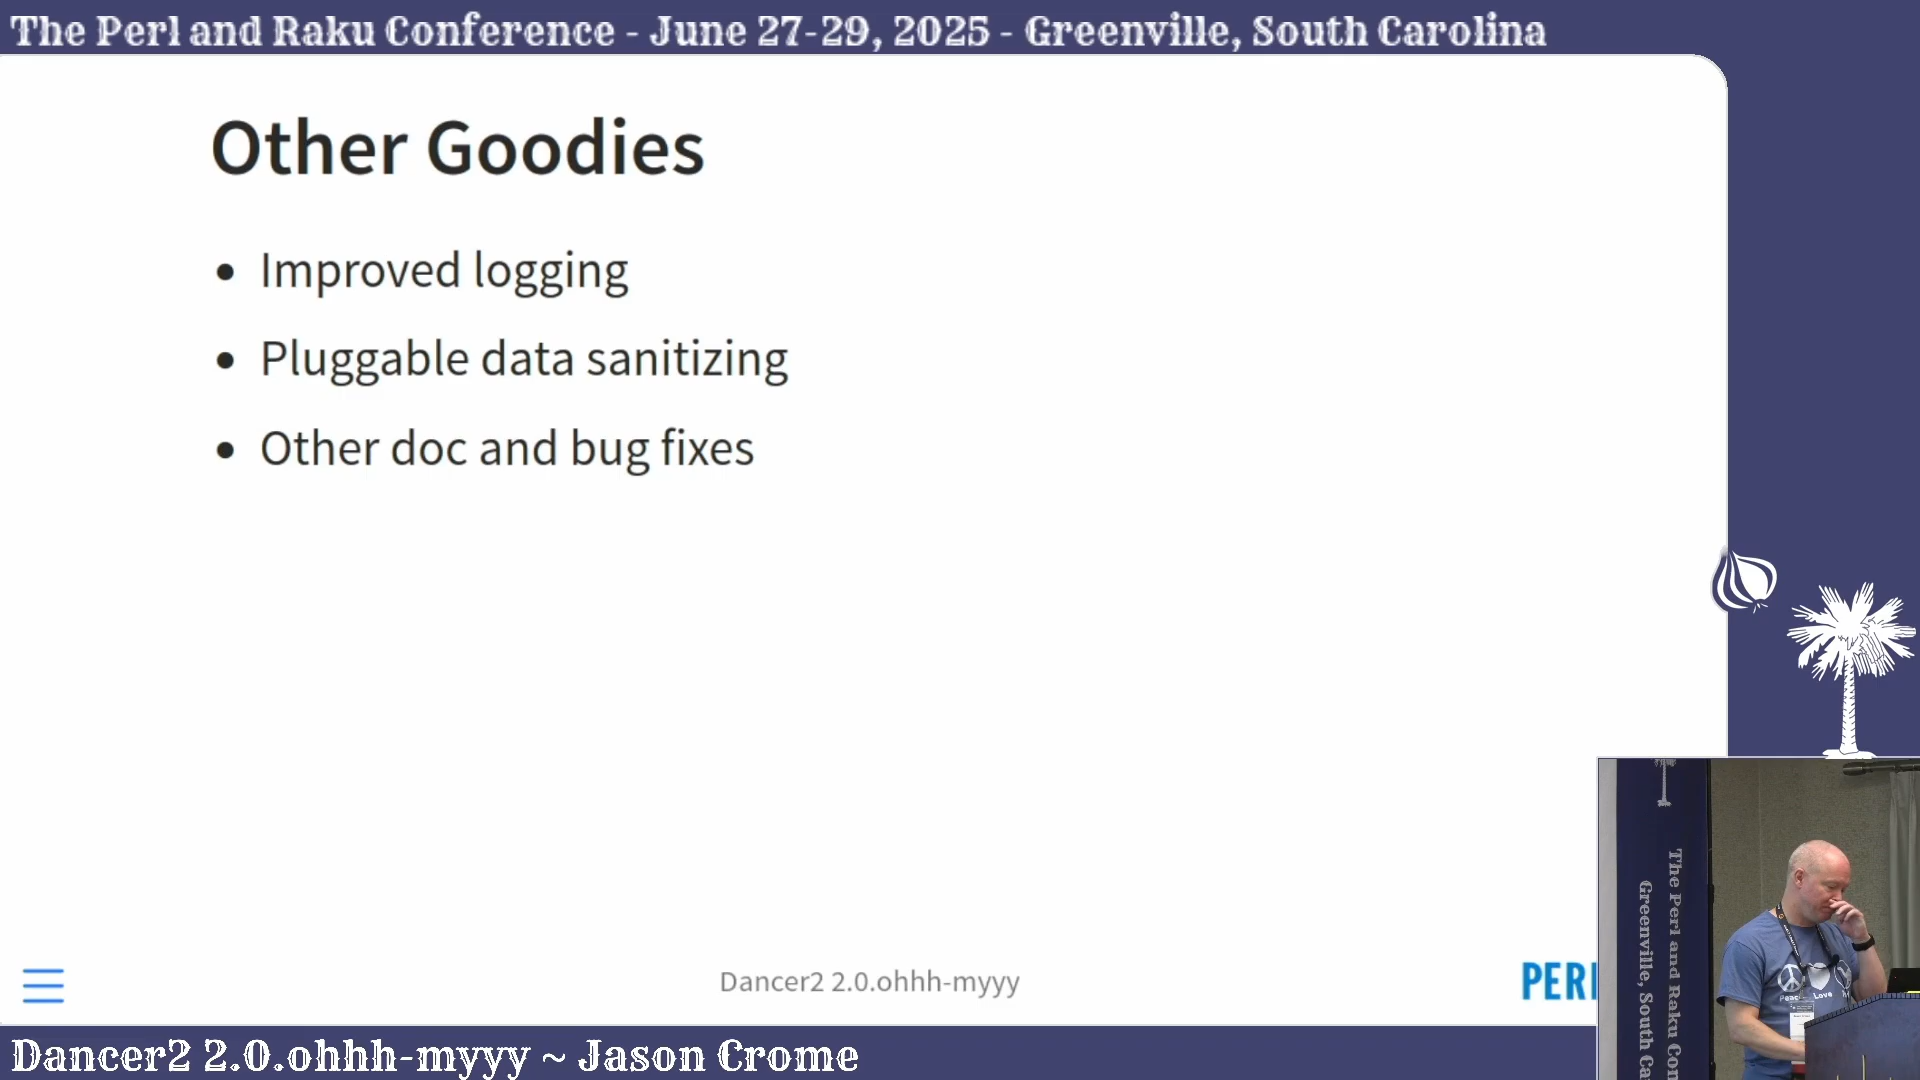 The Perl and Raku Conference - June 27-29, 2025 - Greenville, South Carolina
Other Goodies
• Improved logging
• Pluggable data sanitizing
• Other doc and bug fixes
Dancer2 2.0.ohhh-myyy
PERL
The Perl and Raku Con
Greenville, South Ca
Peace Love
Dancer2 2.0.ohhh-myyy ~ Jason Crome